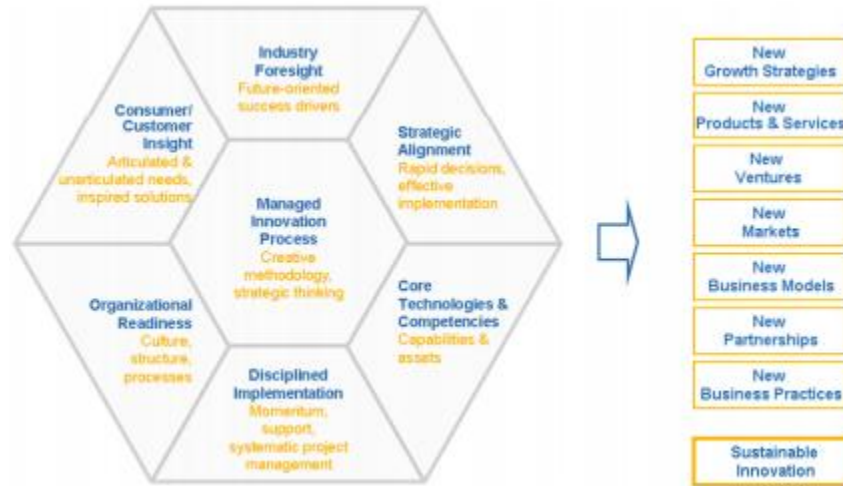 Industry
Foresight
Future-oriented
success drivers
Consumer/
Customer
Insight
Articulated &
unarticulated needs,
inspired solutions
Strategic
Alignment
Rapid decisions,
effective
implementation
Managed
Innovation
Process
Creative
methodology,
strategic thinking
Organizational
Readiness
Culture,
structure,
processes
Core
Technologies &
Competencies
Capabilities &
assets
Disciplined
Implementation
Momentum,
support,
systematic project
management
New
Growth Strategies
New
Products & Services
New
Ventures
New
Markets
New
Business Models
New
Partnerships
New
Business Practices
Sustainable
Innovation